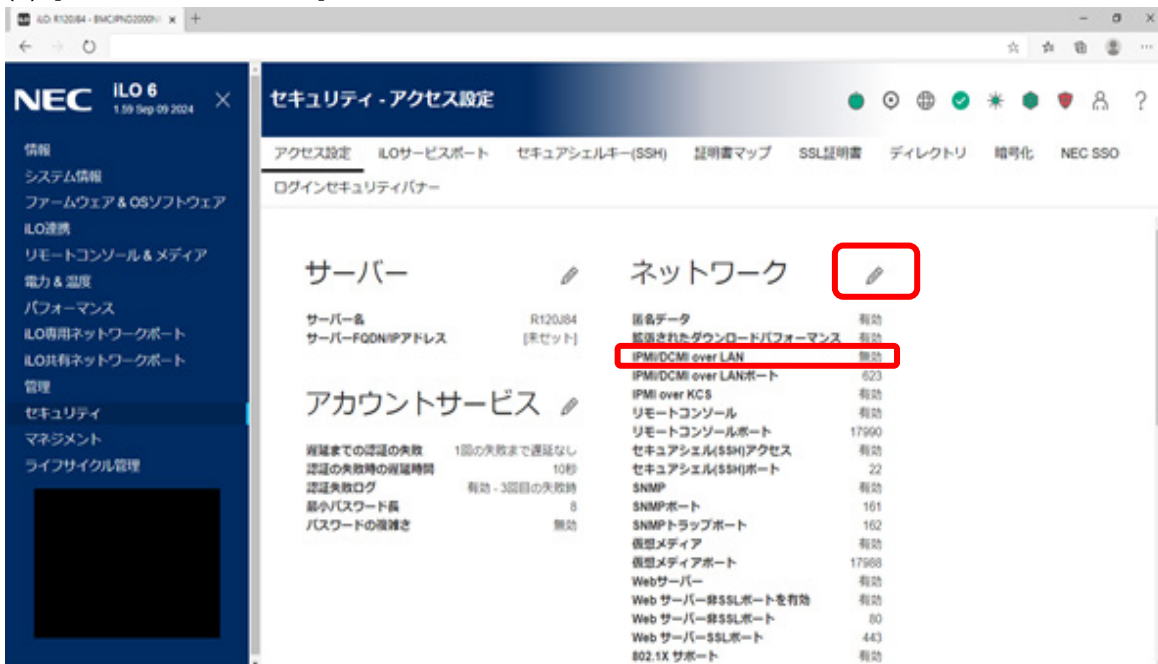 iLO: R120J84 - BMC/PN02000N
NEC
iLO 6
1.59 Sep 09 2024
情報
システム情報
ファームウェア & OSソフトウェア
iLO連携
リモートコンソール & メディア
電力 & 温度
パフォーマンス
iLO専用ネットワークポート
iLO共有ネットワークポート
管理
セキュリティ
マネジメント
ライフサイクル管理
セキュリティ - アクセス設定
アクセス設定 iLOサービスポート セキュアシェルキー(SSH) 証明書マップ SSL証明書 ディレクトリ 暗号化 NEC SSO
ログインセキュリティバナー
サーバー
サーバー名 R120J84
サーバーFQDN/IPアドレス [未セット]
アカウントサービス
遅延までの認証の失敗 1回の失敗まで遅延なし
認証の失敗時の遅延時間 10秒
認証失敗ログ 有効 - 3回目の失敗時
最小パスワード長 8
パスワードの複雑さ 無効
ネットワーク
匿名データ 有効
拡張されたダウンロードパフォーマンス 有効
IPMI/DCMI over LAN 無効
IPMI/DCMI over LANポート 623
IPMI over KCS 有効
リモートコンソール 有効
リモートコンソールポート 17990
セキュアシェル(SSH)アクセス 有効
セキュアシェル(SSH)ポート 22
SNMP 有効
SNMPポート 161
SNMPトラップポート 162
仮想メディア 有効
仮想メディアポート 17988
Webサーバー 有効
Web サーバー非SSLポートを有効 有効
Web サーバー非SSLポート 80
Web サーバーSSLポート 443
802.1X サポート 有効